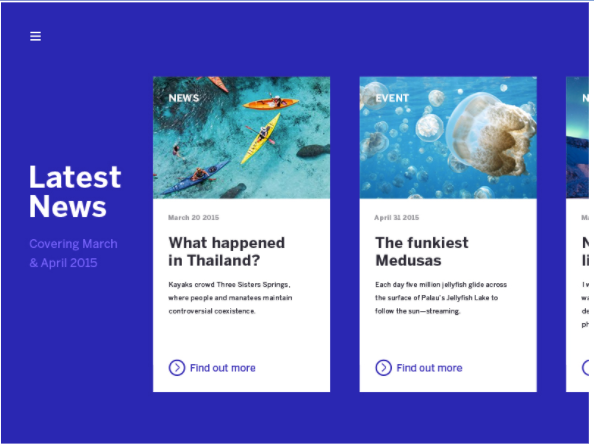 Latest
News
Covering March
& April 2015
NEWS
March 20 2015
What happened
in Thailand?
Kayaks crowd Three Sisters Springs,
where people and manatees maintain
controversial coexistence.
Find out more
EVENT
April 31 2015
The funkiest
Medusas
Each day five million jellyfish glide across
the surface of Palau's Jellyfish Lake to
follow the sun—streaming.
Find out more